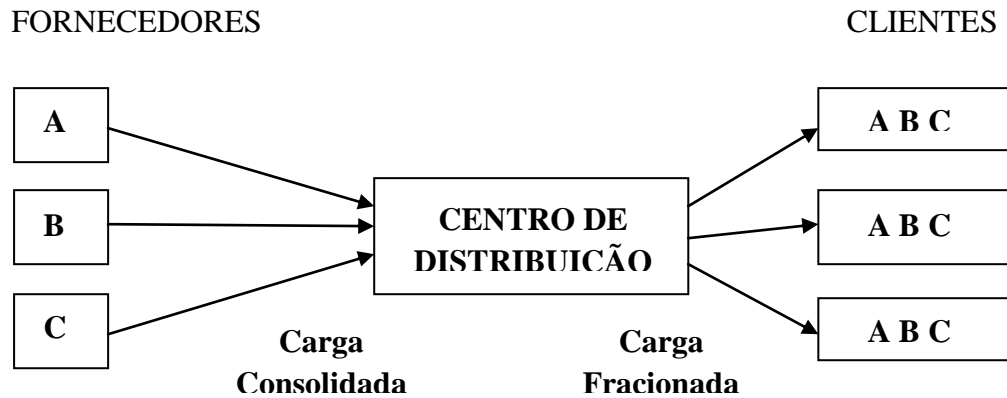 FORNECEDORES
CLIENTES
A
A B C
B
CENTRO DE
DISTRIBUIÇÃO
A B C
C
A B C
Carga
Consolidada
Carga
Fracionada